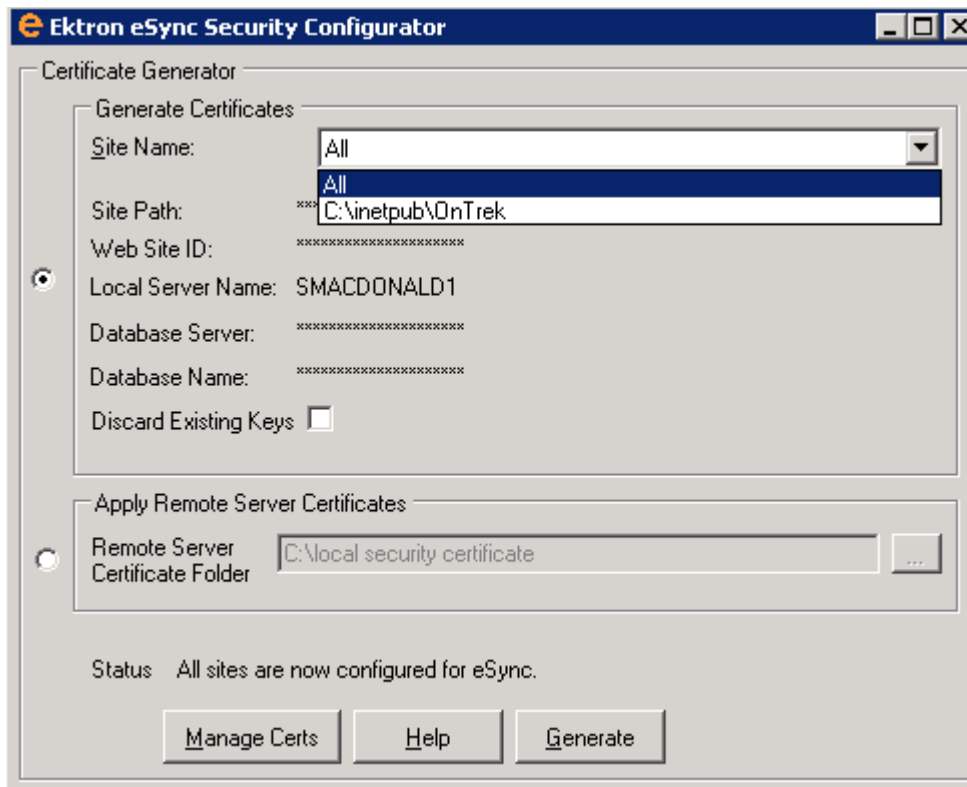 Ektron eSync Security Configurator
Certificate Generator
Generate Certificates
Site Name:
All
All
C:\inetpub\OnTrek
Site Path:
***
Web Site ID:
*********************
Local Server Name:
SMACDONALD1
Database Server:
*********************
Database Name:
*********************
Discard Existing Keys
Apply Remote Server Certificates
Remote Server
Certificate Folder
C:\local security certificate
...
Status
All sites are now configured for eSync.
Manage Certs
Help
Generate